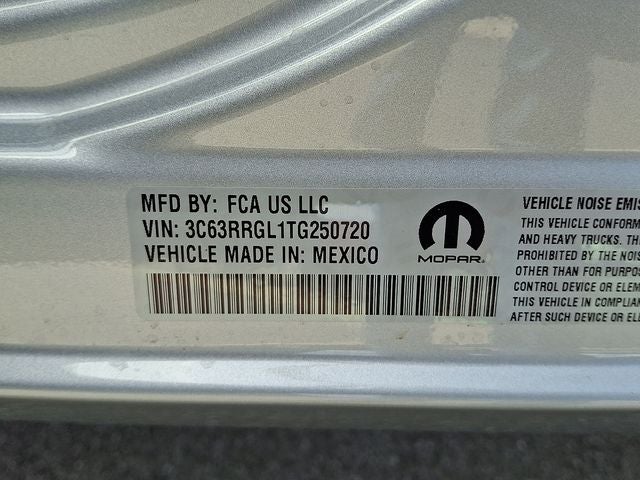 MFD BY: FCA US LLC
VIN: 3C63RRGL1TG250720
VEHICLE MADE IN: MEXICO
MOPAR
VEHICLE NOISE EMIS
THIS VEHICLE CONFORM
AND HEAVY TRUCKS. TH
PROHIBITED BY THE NOIS
OTHER THAN FOR PURPOS
CONTROL DEVICE OR ELEM
THIS VEHICLE IN COMPLIAN
AFTER SUCH DEVICE OR ELE